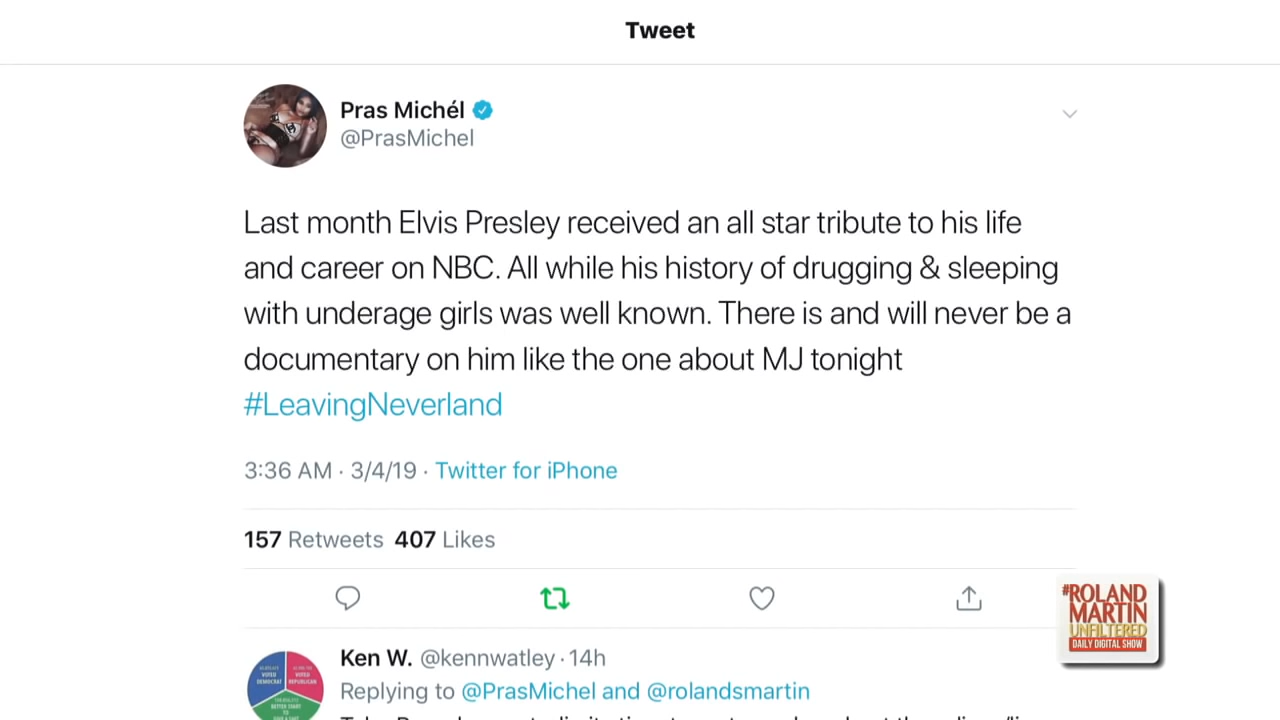 Tweet
Pras Michél
@PrasMichel
Last month Elvis Presley received an all star tribute to his life
and career on NBC. All while his history of drugging & sleeping
with underage girls was well known. There is and will never be a
documentary on him like the one about MJ tonight
#LeavingNeverland
3:36 AM · 3/4/19 · Twitter for iPhone
157 Retweets 407 Likes
#ROLAND
MARTIN
UNFILTERED
DAILY DIGITAL SHOW
Ken W. @kennwatley · 14h
VOTED
DEMOCRAT
VOTED
REPUBLICAN
Replying to @PrasMichel and @rolandsmartin